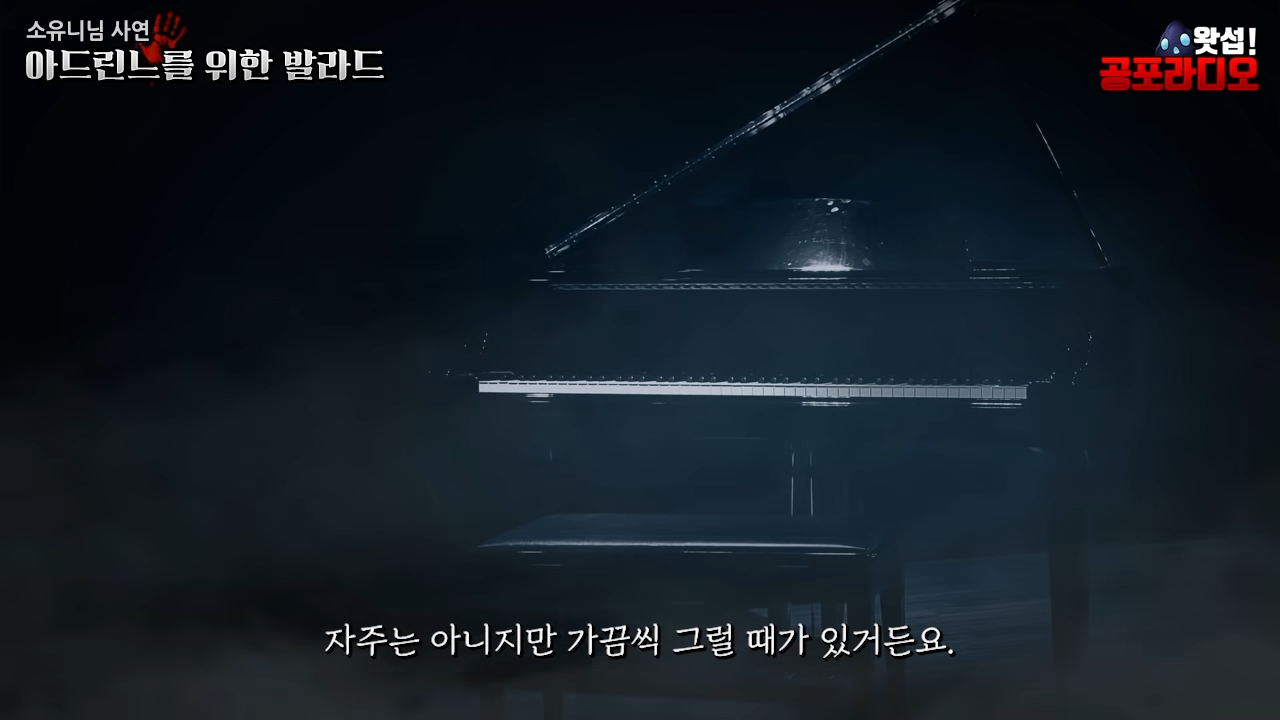 소유니님 사연
아드린느를 위한 발라드
왓섭!
공포라디오
자주는 아니지만 가끔씩 그럴 때가 있거든요.